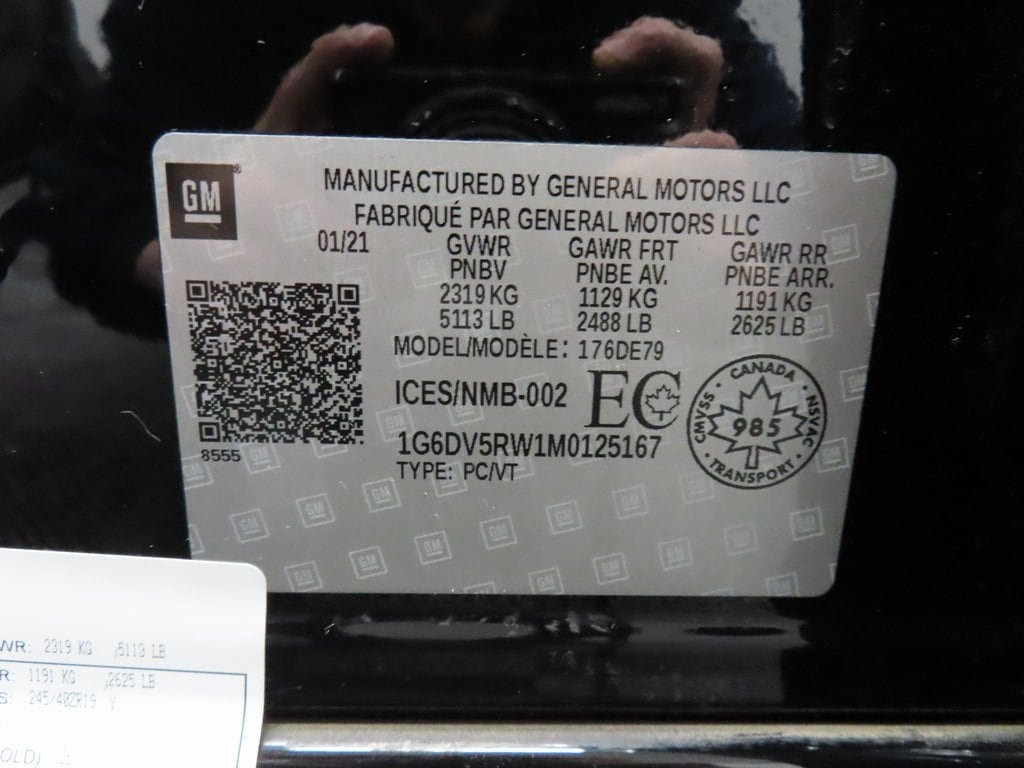 GM
MANUFACTURED BY GENERAL MOTORS LLC
FABRIQUÉ PAR GENERAL MOTORS LLC
01/21 GVWR GAWR FRT GAWR RR
PNBV PNBE AV. PNBE ARR.
2319 KG 1129 KG 1191 KG
5113 LB 2488 LB 2625 LB
MODEL/MODÈLE: 176DE79
ICES/NMB-002 EC
8555
1G6DV5RW1M0125167
TYPE: PC/VT
CANADA
CMVSS 985 NSVAC
TRANSPORT
WR: 2319 KG /5113 LB
R: 1191 KG /2625 LB
S: 245/40ZR19 Y
OLD)